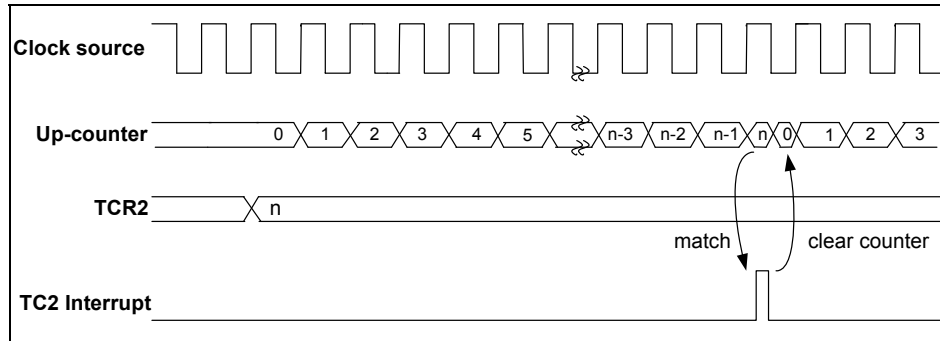 Clock source
Up-counter 0 1 2 3 4 5 n-3 n-2 n-1 n 0 1 2 3
TCR2 n
match clear counter
TC2 Interrupt